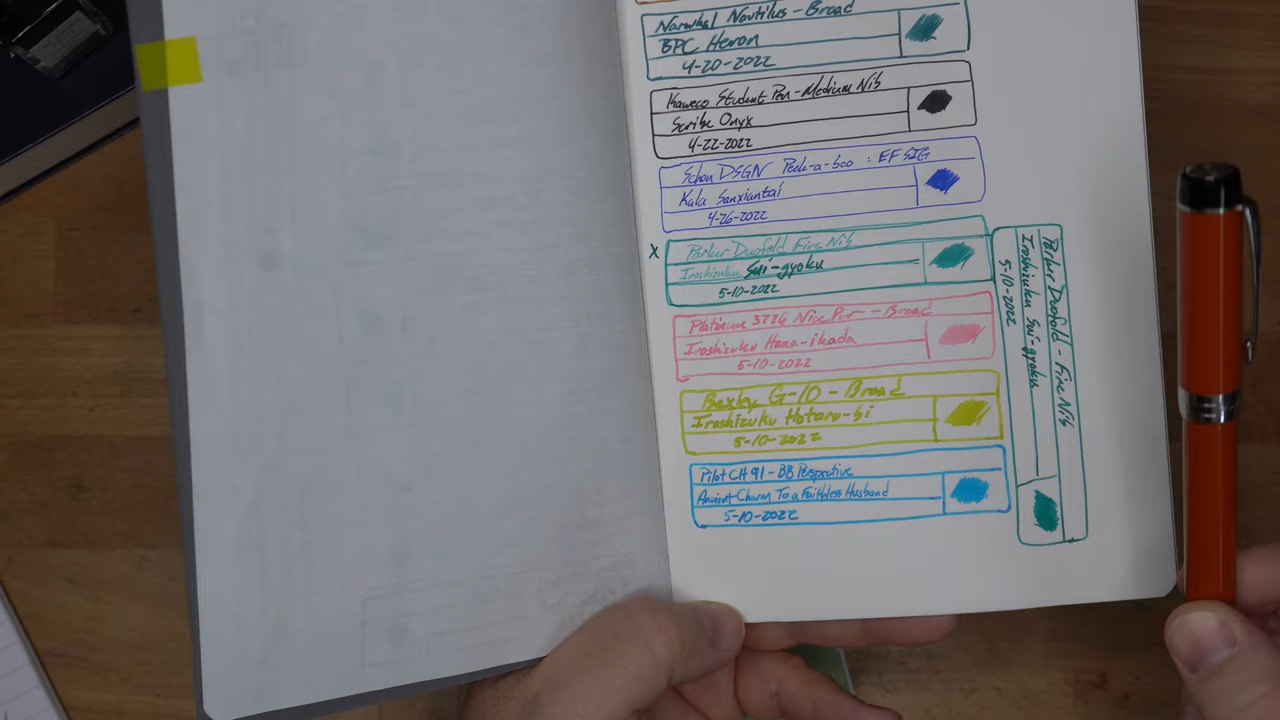 Narwhal Nautilus - Broad
BPC Heron
4-20-2022
Kaweco Student Pen - Medium Nib
Scribe Onyx
4-22-2022
Schon DSGN Peek-a-boo : EF SIG
Kala Sanxiantai
4-26-2022
X
Parker Duofold Fine Nib
Iroshizuku Sui-gyoku
5-10-2022
Platinum 3776 Nice Pur - Broad
Iroshizuku Hana-ikada
5-10-2022
Bexley G-10 - Broad
Iroshizuku Hotaru-bi
5-10-2022
Pilot CH 91 - BB Perspective
Ancient Charm To a Faithless Husband
5-10-2022
Parker Duofold - Fine Nib
Iroshizuku Sui-gyoku
5-10-2022